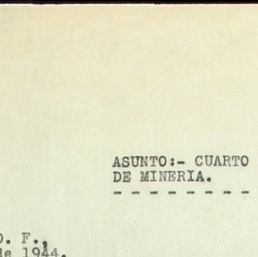 ASUNTO:- CUARTO
DE MINERIA.
- - - - - - - - -
D. F.,
de 1944.